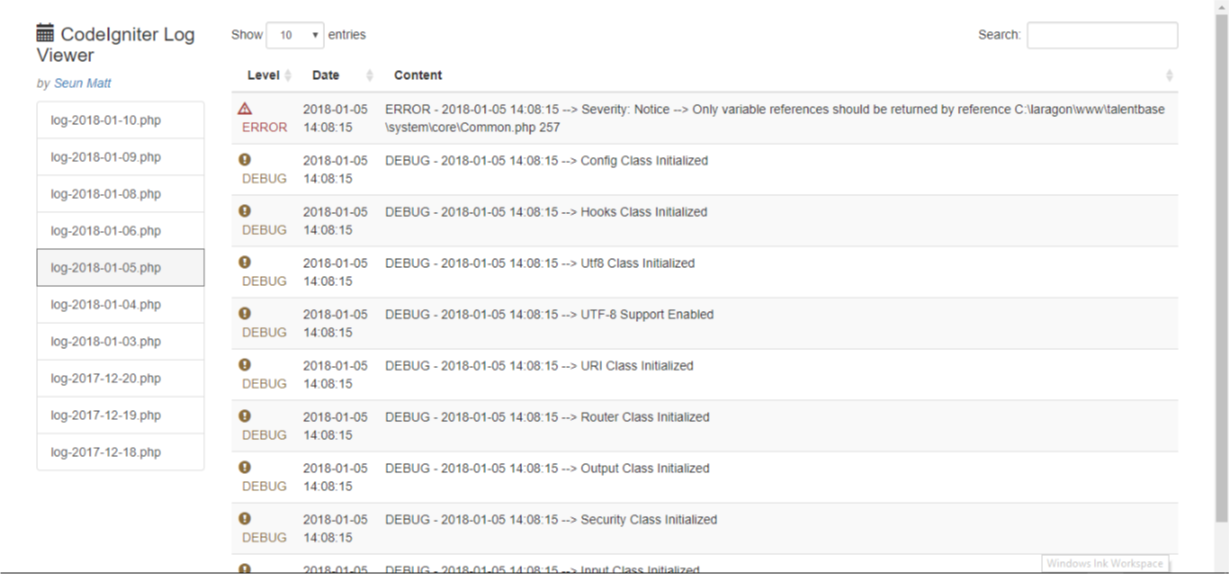 CodeIgniter Log
Viewer
by Seun Matt
log-2018-01-10.php
log-2018-01-09.php
log-2018-01-08.php
log-2018-01-06.php
log-2018-01-05.php
log-2018-01-04.php
log-2018-01-03.php
log-2017-12-20.php
log-2017-12-19.php
log-2017-12-18.php
Show 10 entries
Search:
Level Date Content
ERROR 2018-01-05 14:08:15 ERROR - 2018-01-05 14:08:15 --> Severity: Notice --> Only variable references should be returned by reference C:\laragon\www\talentbase
\system\core\Common.php 257
DEBUG 2018-01-05 14:08:15 DEBUG - 2018-01-05 14:08:15 --> Config Class Initialized
DEBUG 2018-01-05 14:08:15 DEBUG - 2018-01-05 14:08:15 --> Hooks Class Initialized
DEBUG 2018-01-05 14:08:15 DEBUG - 2018-01-05 14:08:15 --> Utf8 Class Initialized
DEBUG 2018-01-05 14:08:15 DEBUG - 2018-01-05 14:08:15 --> UTF-8 Support Enabled
DEBUG 2018-01-05 14:08:15 DEBUG - 2018-01-05 14:08:15 --> URI Class Initialized
DEBUG 2018-01-05 14:08:15 DEBUG - 2018-01-05 14:08:15 --> Router Class Initialized
DEBUG 2018-01-05 14:08:15 DEBUG - 2018-01-05 14:08:15 --> Output Class Initialized
DEBUG 2018-01-05 14:08:15 DEBUG - 2018-01-05 14:08:15 --> Security Class Initialized
2018-01-05 DEBUG - 2018-01-05 14:08:15 --> Input Class Initialized
Windows Ink Workspace